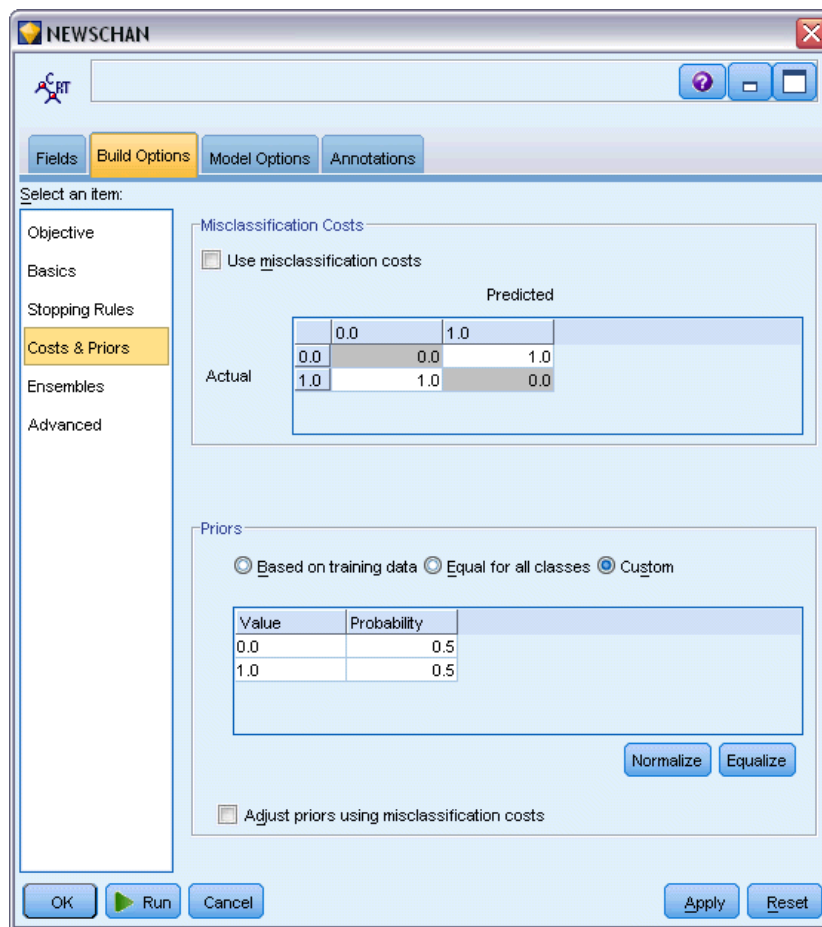 NEWSCHAN
C RT
Fields Build Options Model Options Annotations
Select an item:
Objective
Basics
Stopping Rules
Costs & Priors
Ensembles
Advanced
Misclassification Costs
Use misclassification costs
Predicted
0.0 1.0
Actual
0.0 0.0 1.0
1.0 1.0 0.0
Priors
Based on training data Equal for all classes Custom
Value Probability
0.0 0.5
1.0 0.5
Normalize Equalize
Adjust priors using misclassification costs
OK Run Cancel Apply Reset